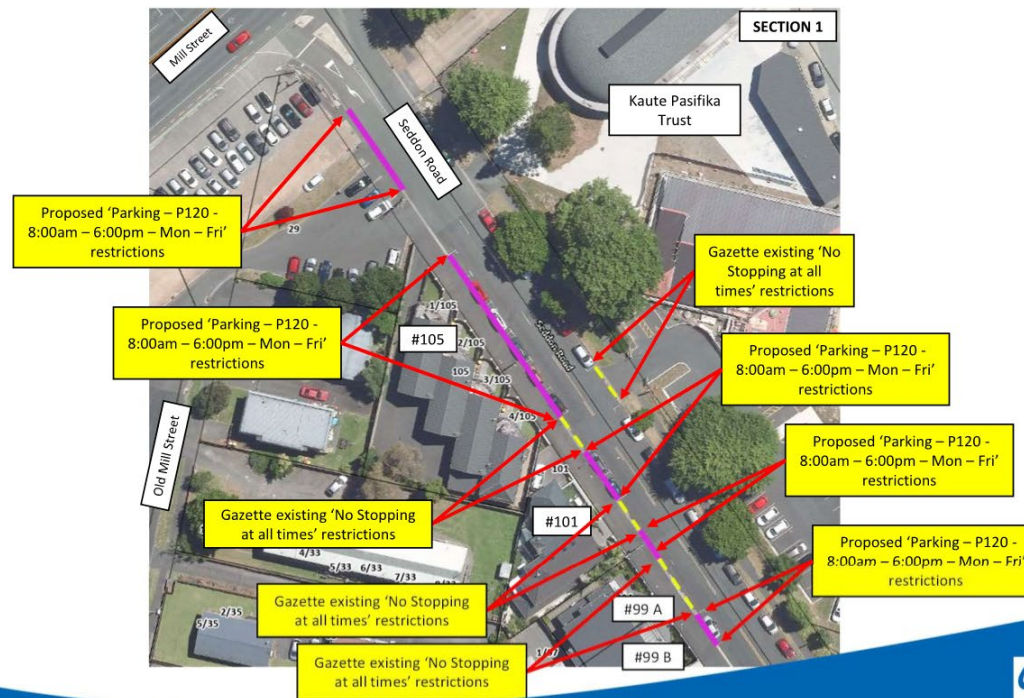 SECTION 1
Mill Street
Seddon Road
Kaute Pasifika
Trust
Proposed ‘Parking – P120 -
8:00am – 6:00pm – Mon – Fri’
restrictions
29
Gazette existing ‘No
Stopping at all
times’ restrictions
Proposed ‘Parking – P120 -
8:00am – 6:00pm – Mon – Fri’
restrictions
1/105
#105
2/105
105
3/105
4/105
Seddon Road
Proposed ‘Parking – P120 -
8:00am – 6:00pm – Mon – Fri’
restrictions
Old Mill Street
Proposed ‘Parking – P120 -
8:00am – 6:00pm – Mon – Fri’
restrictions
101
#101
Gazette existing ‘No Stopping
at all times’ restrictions
Proposed ‘Parking – P120 -
8:00am – 6:00pm – Mon – Fri’
restrictions
4/33
5/33
6/33
7/33
Gazette existing ‘No Stopping
at all times’ restrictions
#99 A
2/35
5/35
#99 B
Gazette existing ‘No Stopping
at all times’ restrictions